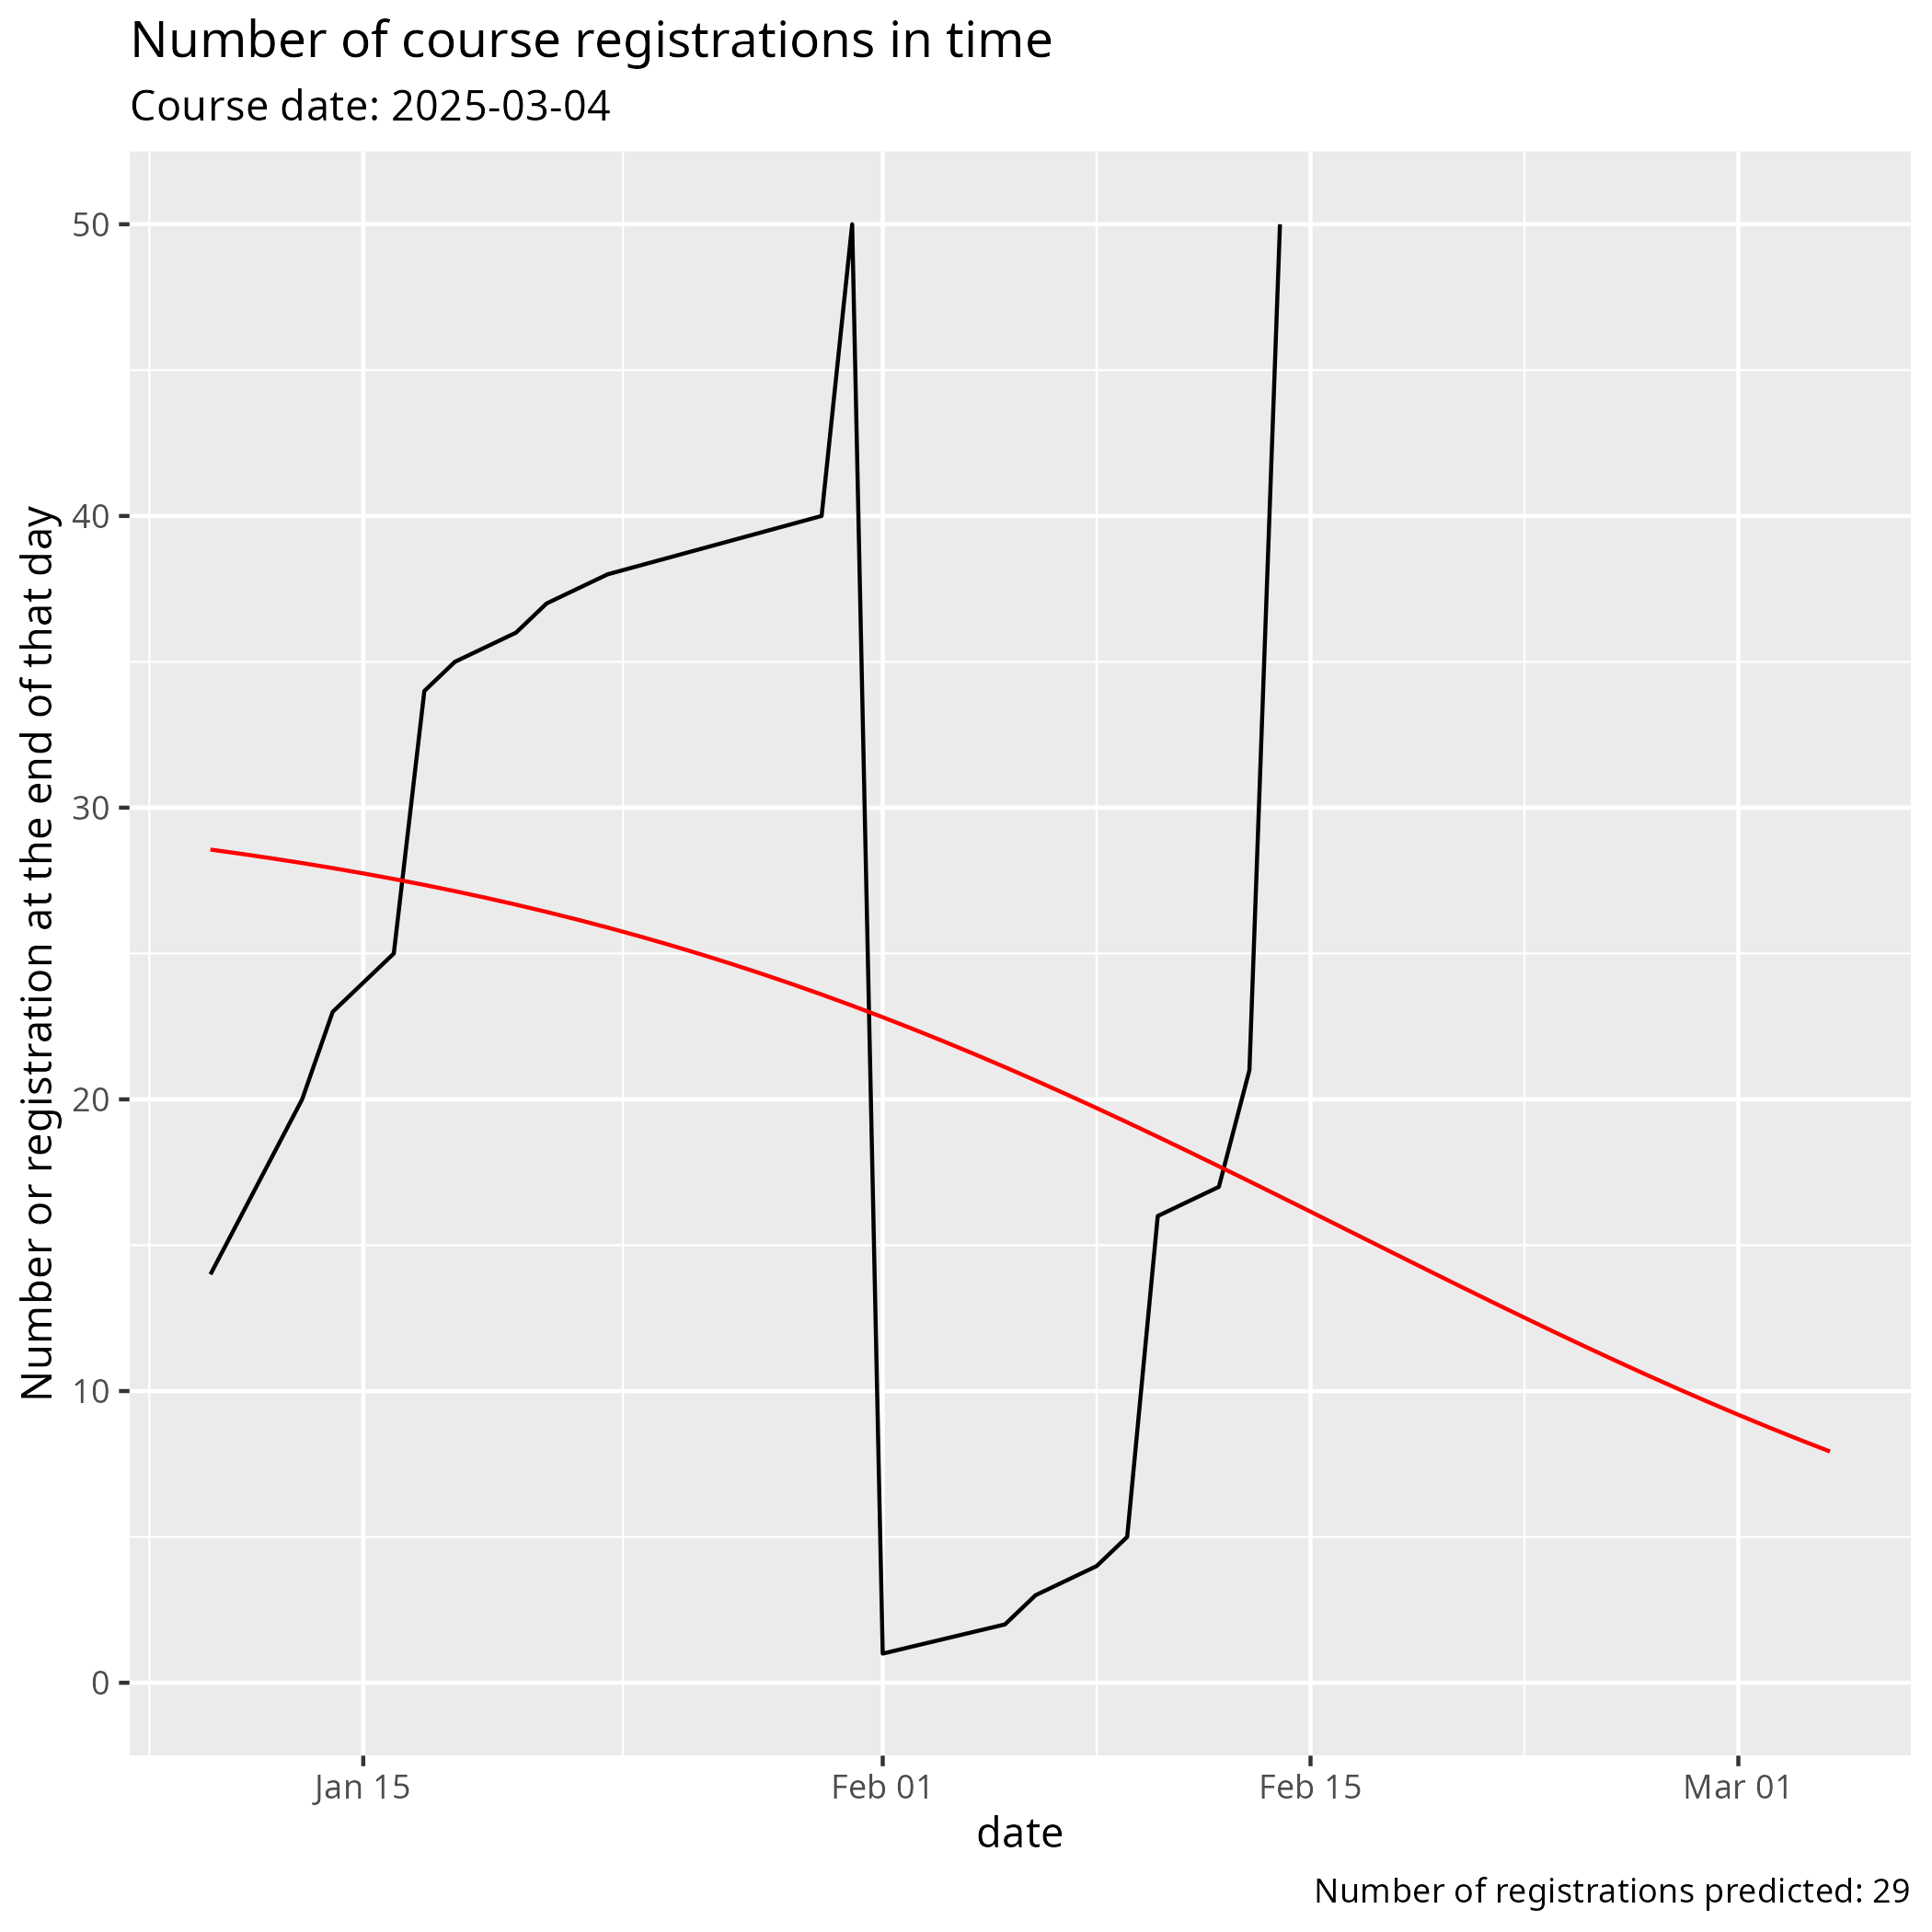 Number of course registrations in time
Course date: 2025-03-04
Number or registration at the end of that day
50
40
30
20
10
0
Jan 15
Feb 01
Feb 15
Mar 01
date
Number of registrations predicted: 29